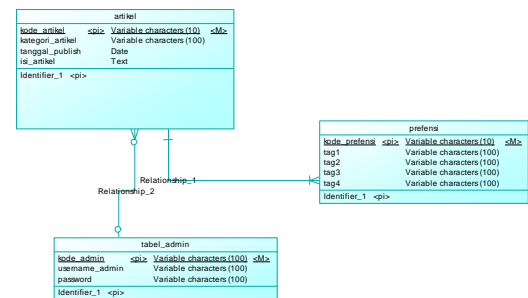 artikel
kode_artikel <pi> Variable characters (10) <M>
kategori_artikel Variable characters (100)
tanggal_publish Date
isi_artikel Text
Identifier_1 <pi>
prefensi
kode_prefensi <pi> Variable characters (10) <M>
tag1 Variable characters (100)
tag2 Variable characters (100)
tag3 Variable characters (100)
tag4 Variable characters (100)
Identifier_1 <pi>
Relationship_1
Relationship_2
tabel_admin
kode_admin <pi> Variable characters (100) <M>
username_admin Variable characters (100)
password Variable characters (100)
Identifier_1 <pi>